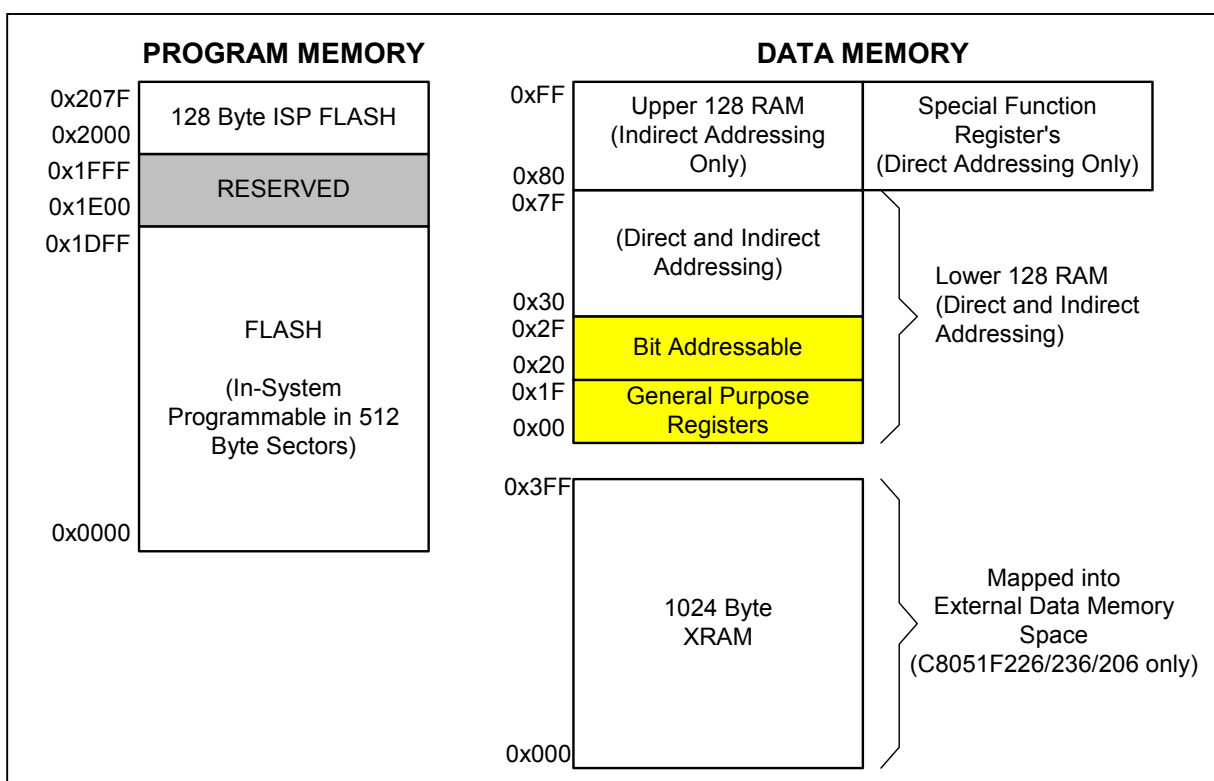 PROGRAM MEMORY
0x207F
128 Byte ISP FLASH
0x2000
0x1FFF
RESERVED
0x1E00
0x1DFF
FLASH
(In-System
Programmable in 512
Byte Sectors)
0x0000
DATA MEMORY
0xFF
Upper 128 RAM
(Indirect Addressing
Only)
0x80
Special Function
Register's
(Direct Addressing Only)
0x7F
(Direct and Indirect
Addressing)
0x30
0x2F
Bit Addressable
0x20
0x1F
General Purpose
Registers
0x00
Lower 128 RAM
(Direct and Indirect
Addressing)
0x3FF
1024 Byte
XRAM
0x000
Mapped into
External Data Memory
Space
(C8051F226/236/206 only)